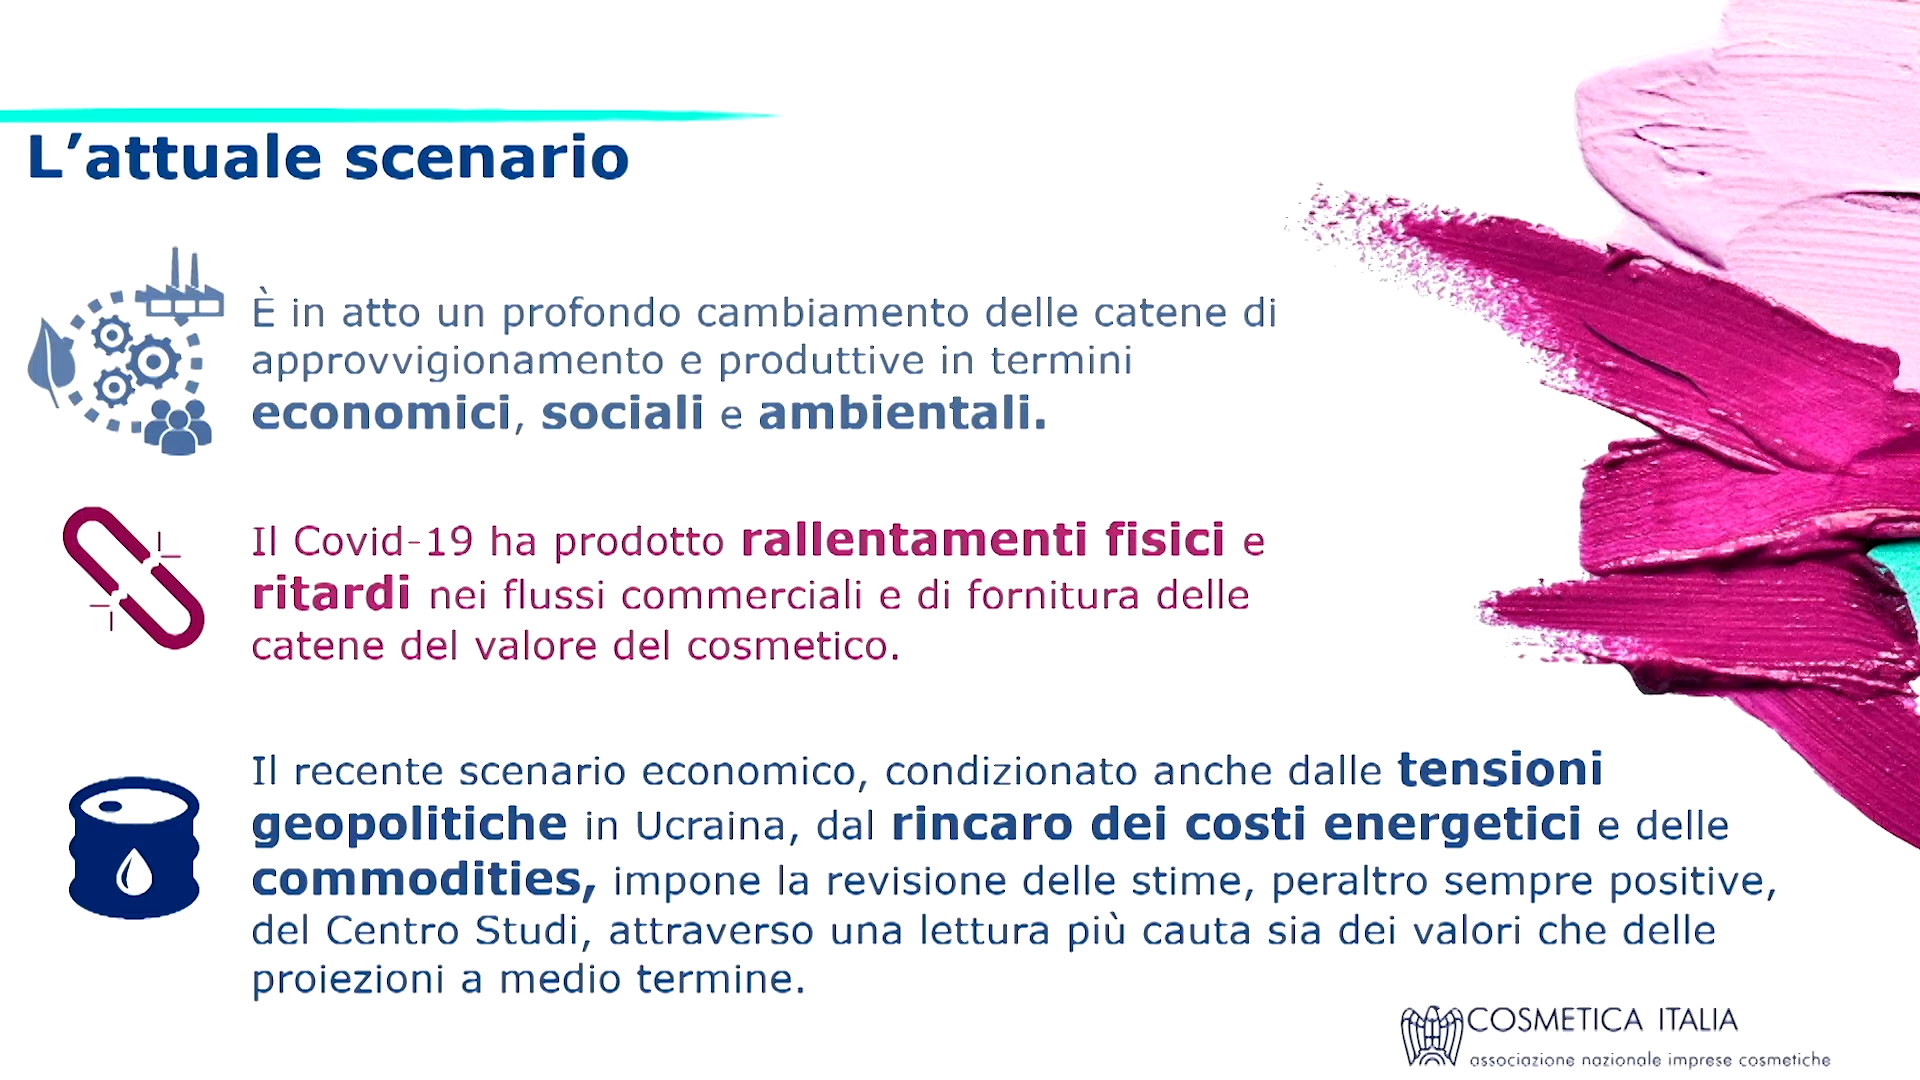 L’attuale scenario
È in atto un profondo cambiamento delle catene di
approvvigionamento e produttive in termini
economici, sociali e ambientali.
Il Covid-19 ha prodotto rallentamenti fisici e
ritardi nei flussi commerciali e di fornitura delle
catene del valore del cosmetico.
Il recente scenario economico, condizionato anche dalle tensioni
geopolitiche in Ucraina, dal rincaro dei costi energetici e delle
commodities, impone la revisione delle stime, peraltro sempre positive,
del Centro Studi, attraverso una lettura più cauta sia dei valori che delle
proiezioni a medio termine.
COSMETICA ITALIA
associazione nazionale imprese cosmetiche